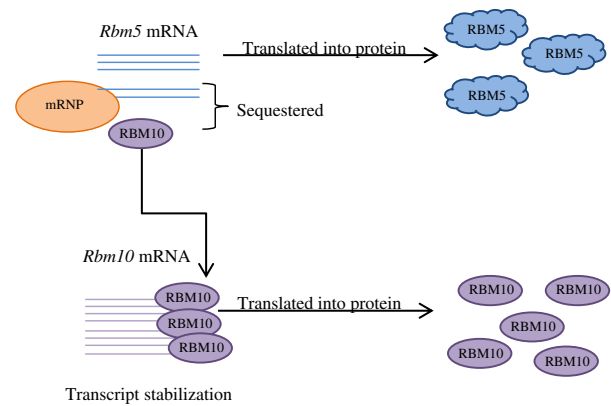 Rbm5 mRNA
Translated into protein
RBM5
RBM5
RBM5
mRNP
Sequestered
RBM10
Rbm10 mRNA
RBM10
RBM10
RBM10
Translated into protein
RBM10
RBM10
RBM10
RBM10
RBM10
Transcript stabilization